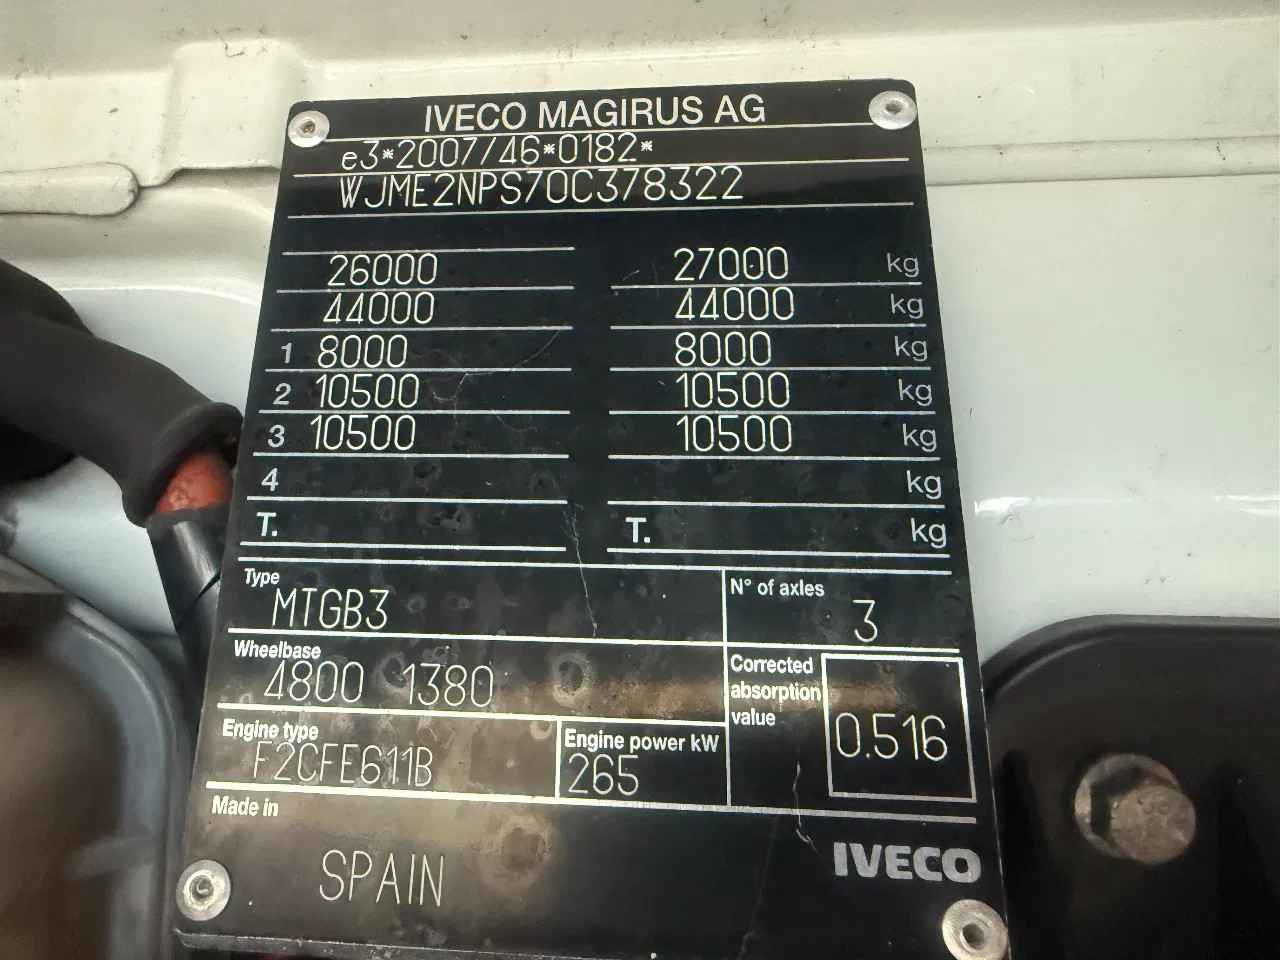 IVECO MAGIRUS AG
e3*2007/46*0182*
WJME2NPS70C378322
26000 27000 kg
44000 44000 kg
1 8000 8000 kg
2 10500 10500 kg
3 10500 10500 kg
4 kg
T. T. kg
Type N° of axles
MTGB3 3
Wheelbase Corrected absorption value
4800 1380 0.516
Engine type Engine power kW
F2CFE611B 265
Made in
SPAIN IVECO